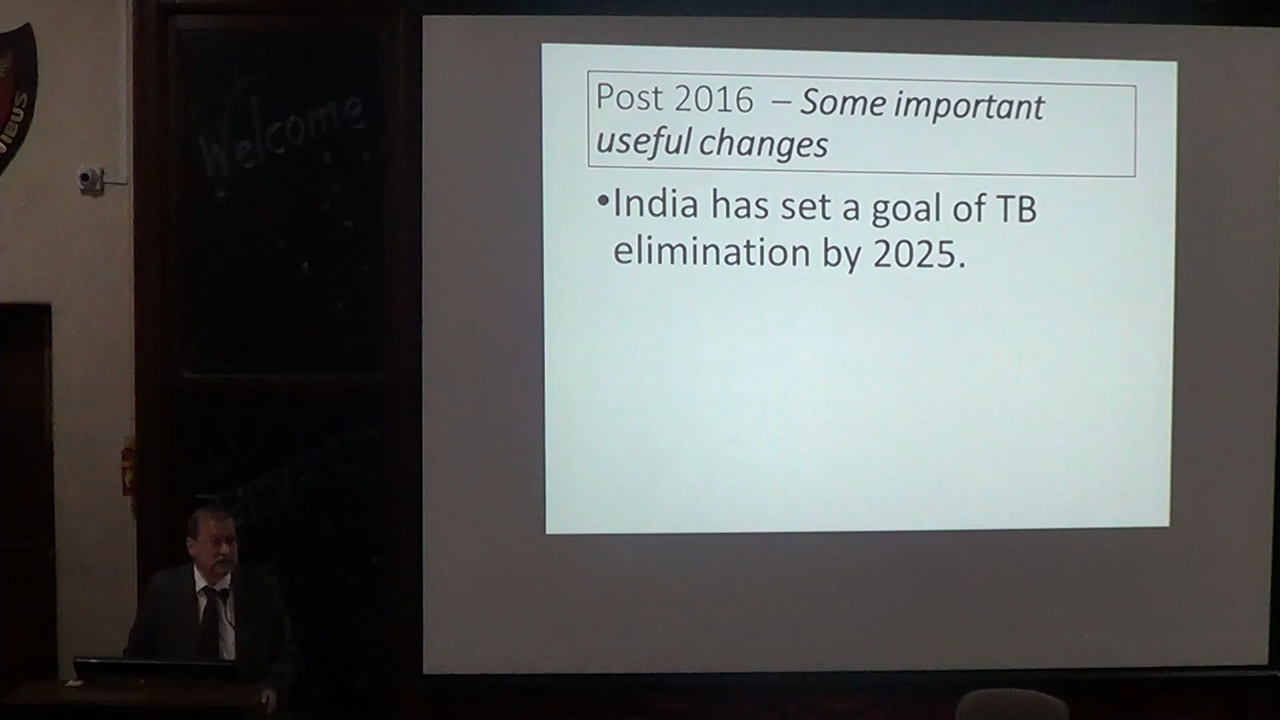 Welcome
Post 2016 – Some important
useful changes
•India has set a goal of TB
elimination by 2025.